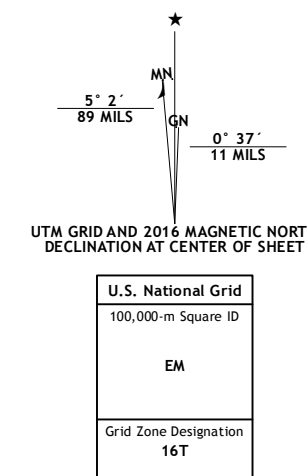 ★
MN
5° 2´
89 MILS
GN
0° 37´
11 MILS
UTM GRID AND 2016 MAGNETIC NORT
DECLINATION AT CENTER OF SHEET
U.S. National Grid
100,000-m Square ID
EM
Grid Zone Designation
16T